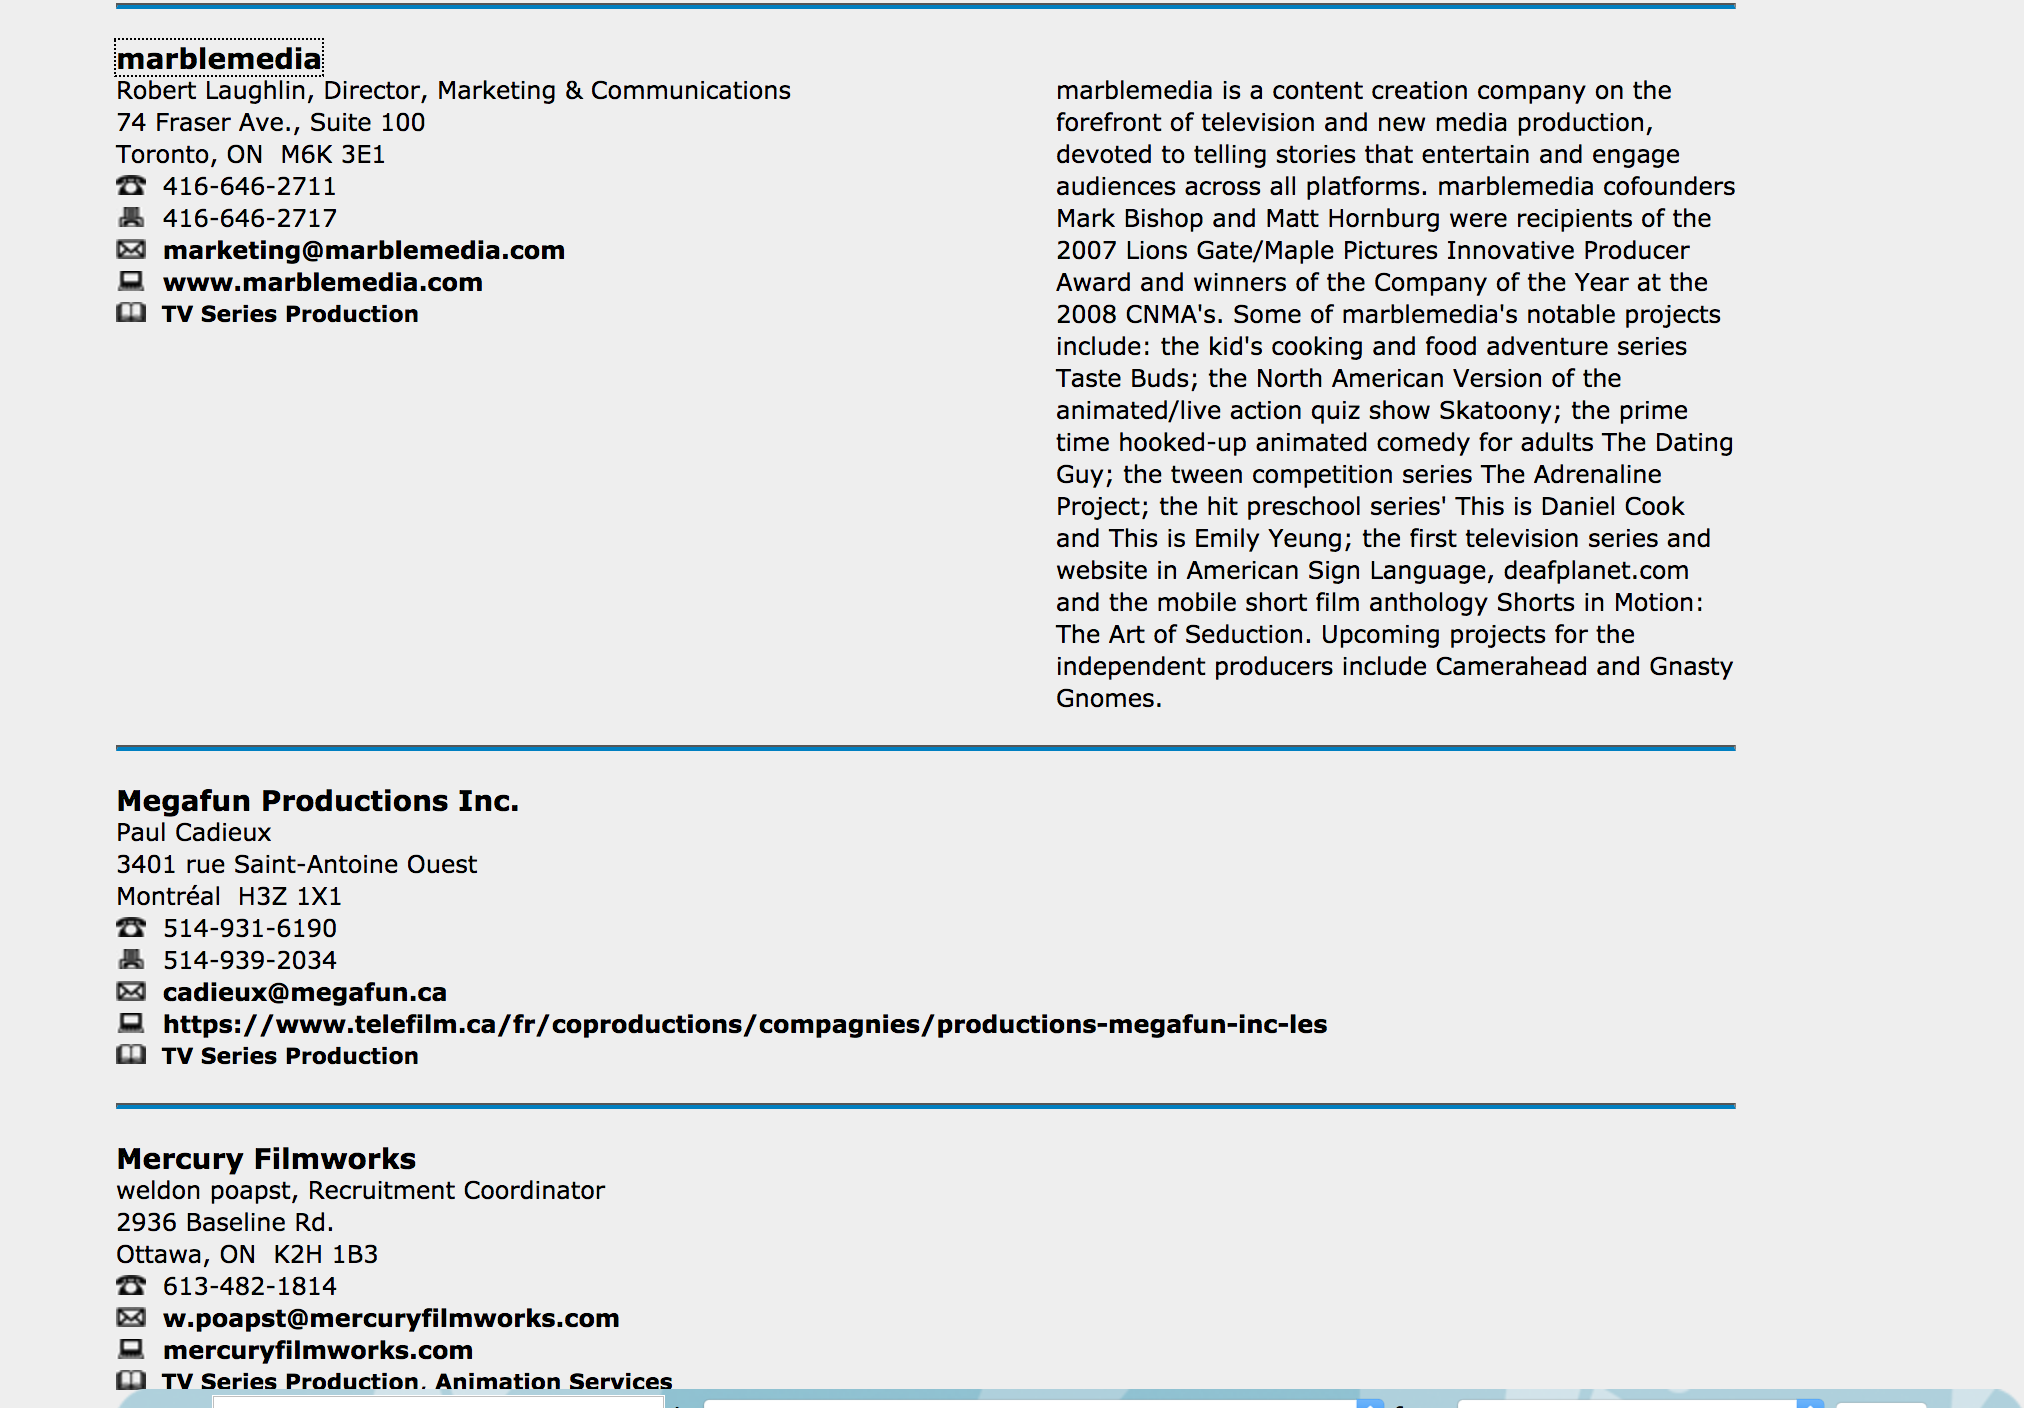 marblemedia
Robert Laughlin, Director, Marketing & Communications
74 Fraser Ave., Suite 100
Toronto, ON  M6K 3E1
416-646-2711
416-646-2717
marketing@marblemedia.com
www.marblemedia.com
TV Series Production
marblemedia is a content creation company on the
forefront of television and new media production,
devoted to telling stories that entertain and engage
audiences across all platforms. marblemedia cofounders
Mark Bishop and Matt Hornburg were recipients of the
2007 Lions Gate/Maple Pictures Innovative Producer
Award and winners of the Company of the Year at the
2008 CNMA's. Some of marblemedia's notable projects
include: the kid's cooking and food adventure series
Taste Buds; the North American Version of the
animated/live action quiz show Skatoony; the prime
time hooked-up animated comedy for adults The Dating
Guy; the tween competition series The Adrenaline
Project; the hit preschool series' This is Daniel Cook
and This is Emily Yeung; the first television series and
website in American Sign Language, deafplanet.com
and the mobile short film anthology Shorts in Motion:
The Art of Seduction. Upcoming projects for the
independent producers include Camerahead and Gnasty
Gnomes.
Megafun Productions Inc.
Paul Cadieux
3401 rue Saint-Antoine Ouest
Montréal  H3Z 1X1
514-931-6190
514-939-2034
cadieux@megafun.ca
https://www.telefilm.ca/fr/coproductions/compagnies/productions-megafun-inc-les
TV Series Production
Mercury Filmworks
weldon poapst, Recruitment Coordinator
2936 Baseline Rd.
Ottawa, ON  K2H 1B3
613-482-1814
w.poapst@mercuryfilmworks.com
mercuryfilmworks.com
TV Series Production, Animation Services